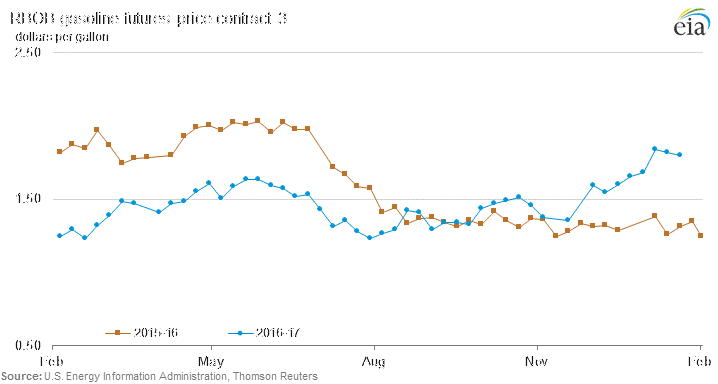 RBOB gasoline futures price contract 3
dollars per gallon
eia
2.50
1.50
0.50
2015-16
2016-17
Feb
May
Aug
Nov
Feb
Source: U.S. Energy Information Administration, Thomson Reuters